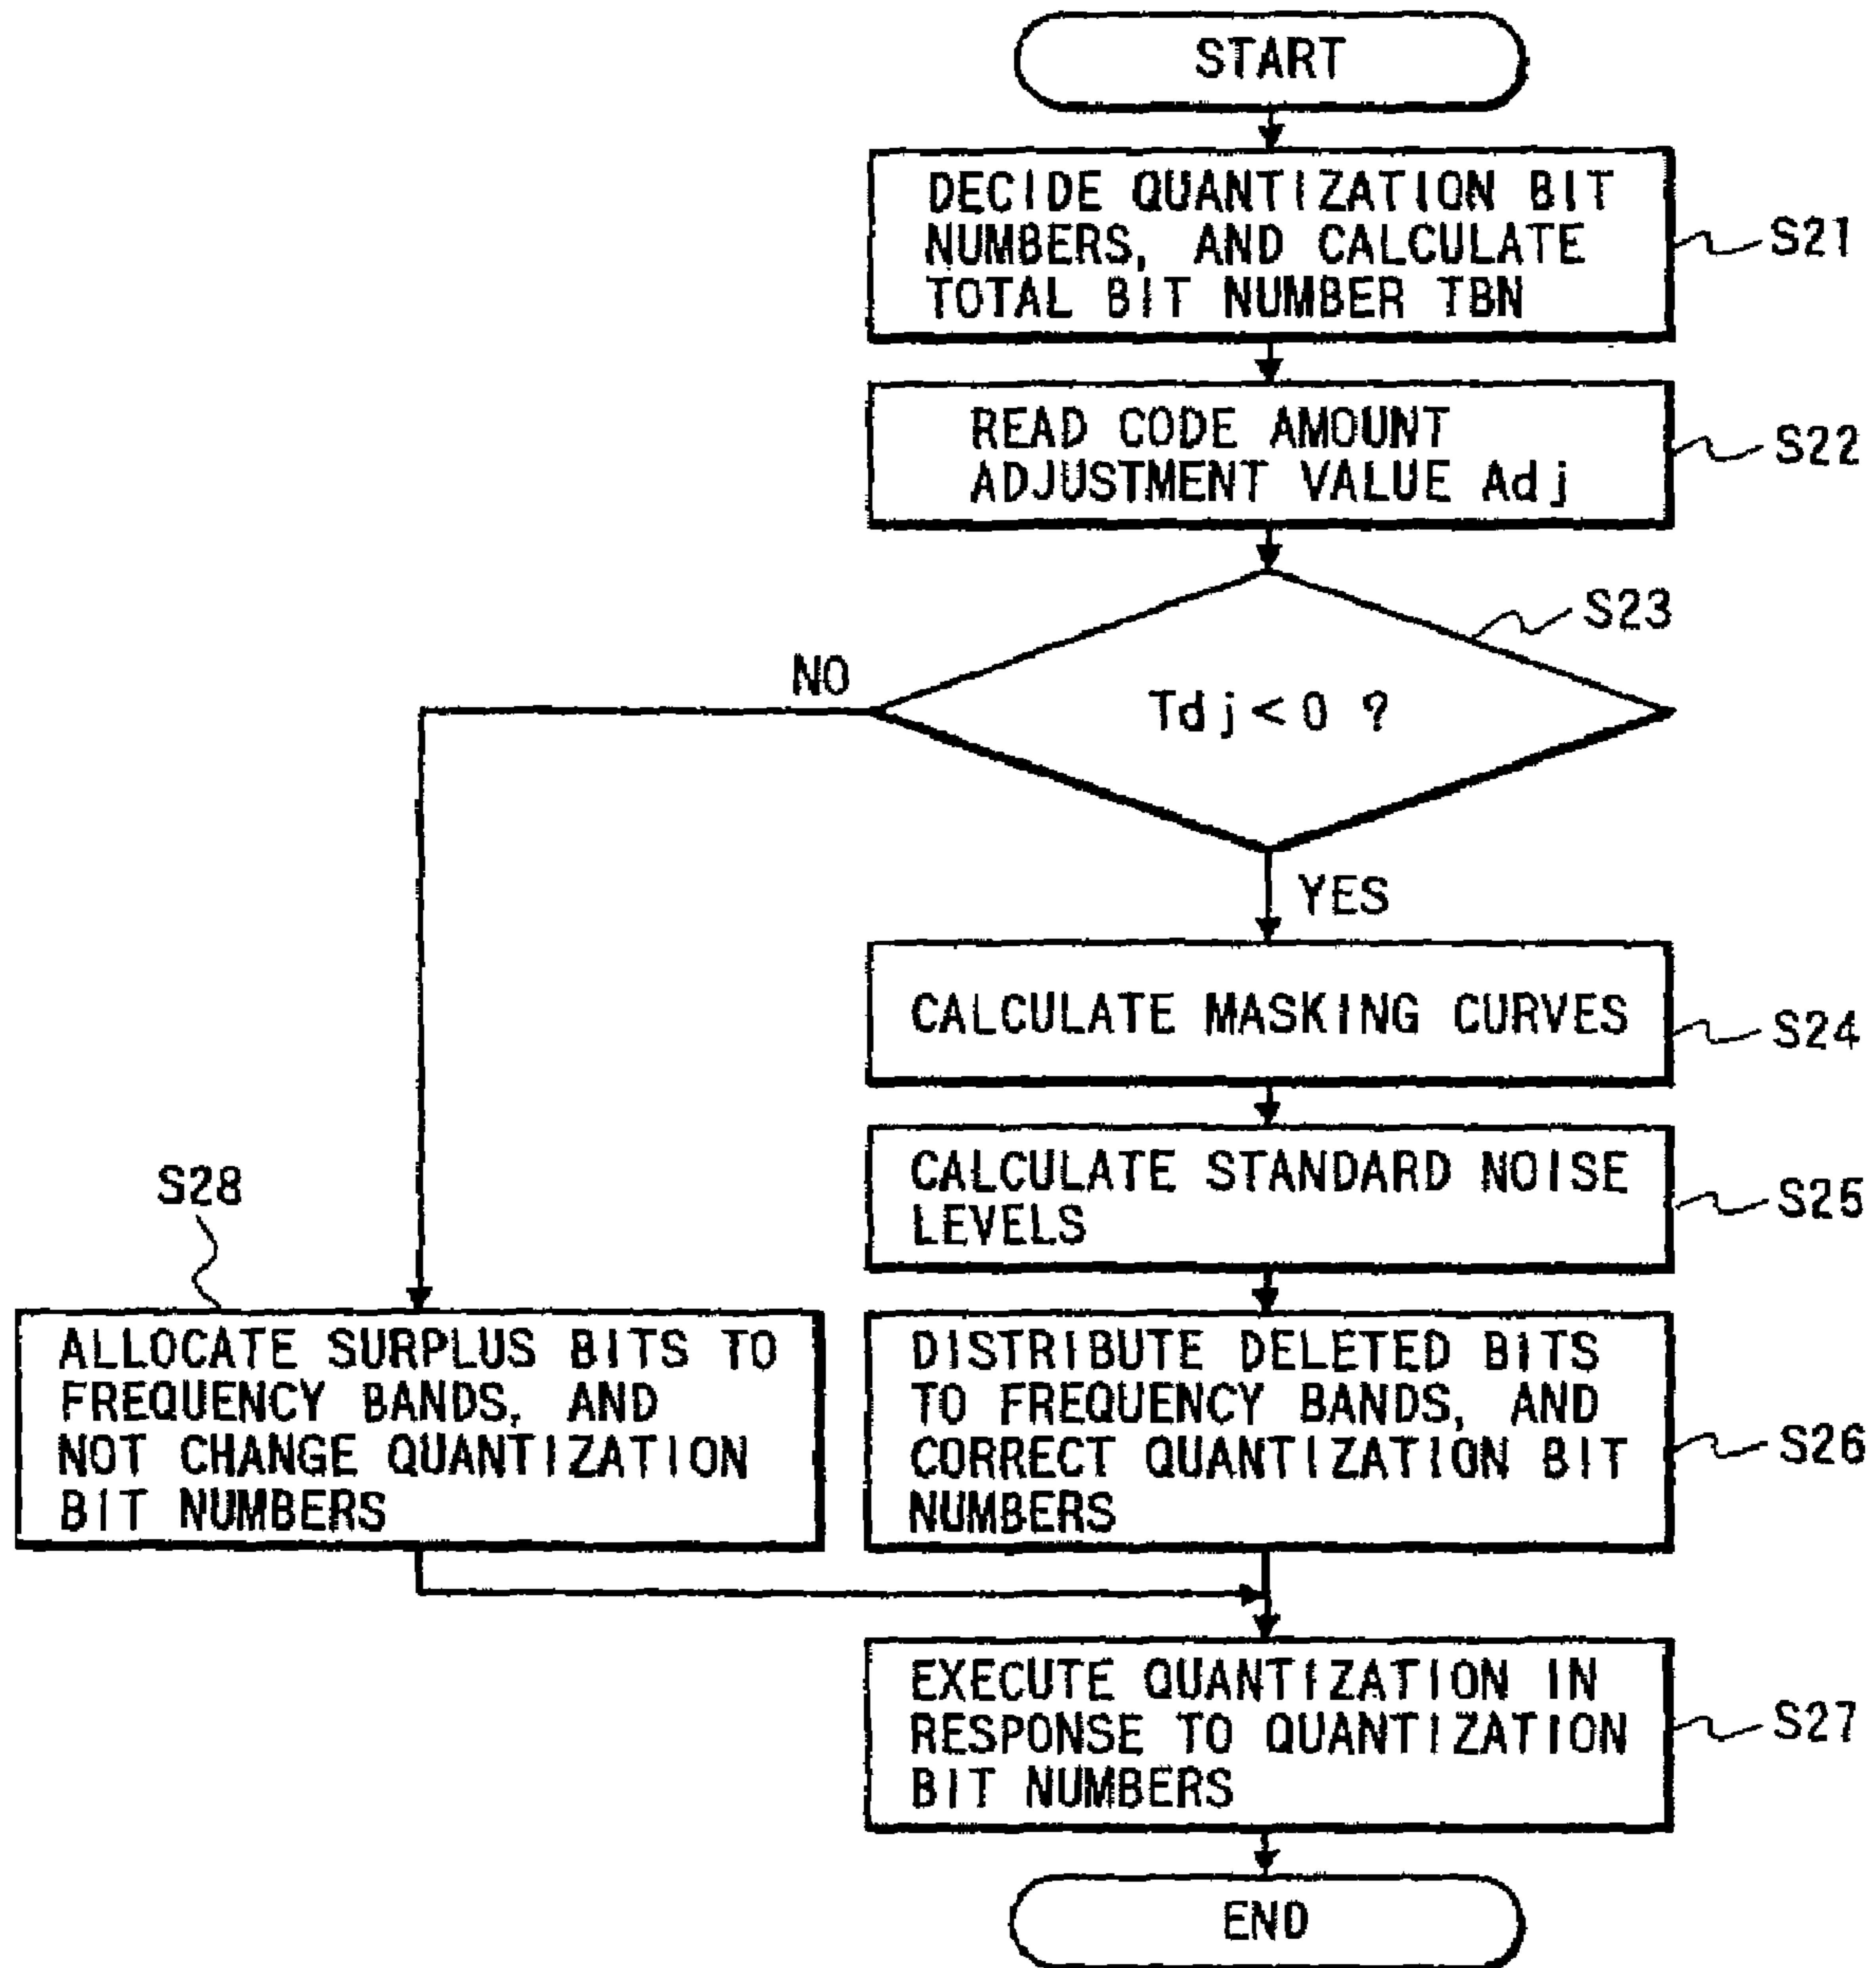 START
DECIDE QUANTIZATION BIT
NUMBERS, AND CALCULATE
TOTAL BIT NUMBER TBN
S21
READ CODE AMOUNT
ADJUSTMENT VALUE Adj
S22
S23
Tdj<0 ?
NO
YES
CALCULATE MASKING CURVES
S24
CALCULATE STANDARD NOISE
LEVELS
S25
S28
ALLOCATE SURPLUS BITS TO
FREQUENCY BANDS, AND
NOT CHANGE QUANTIZATION
BIT NUMBERS
DISTRIBUTE DELETED BITS
TO FREQUENCY BANDS, AND
CORRECT QUANTIZATION BIT
NUMBERS
S26
EXECUTE QUANTIZATION IN
RESPONSE TO QUANTIZATION
BIT NUMBERS
S27
END